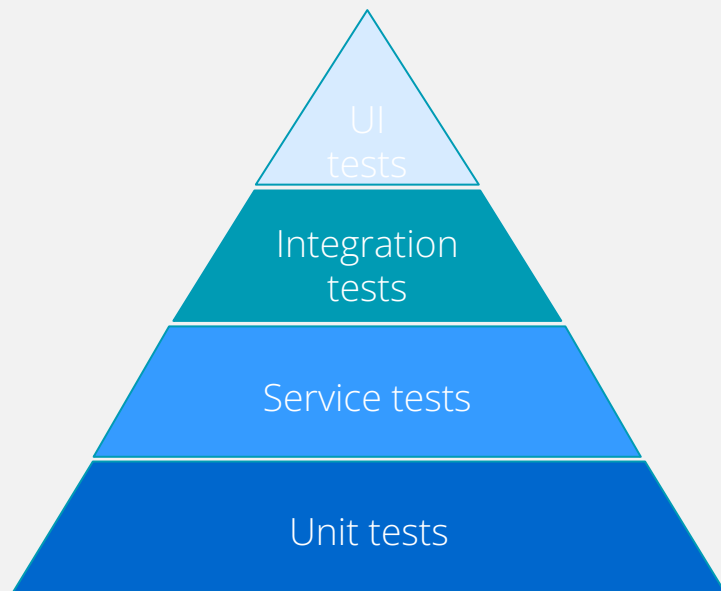 UI
tests
Integration
tests
Service tests
Unit tests